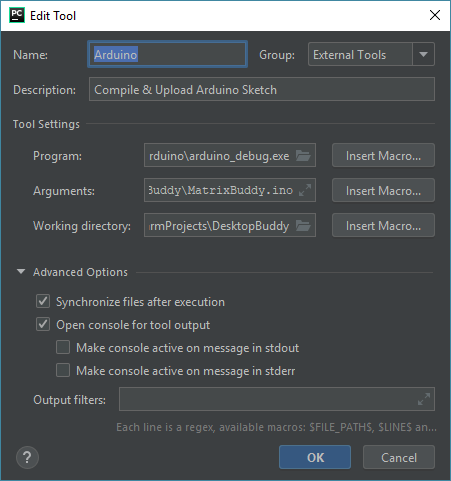 PC Edit Tool
Name: Arduino Group: External Tools
Description: Compile & Upload Arduino Sketch
Tool Settings
Program: rduino\arduino_debug.exe Insert Macro...
Arguments: Buddy\MatrixBuddy.ino Insert Macro...
Working directory: rmProjects\DesktopBuddy Insert Macro...
Advanced Options
Synchronize files after execution
Open console for tool output
Make console active on message in stdout
Make console active on message in stderr
Output filters:
Each line is a regex, available macros: $FILE_PATH$, $LINE$ an...
? OK Cancel